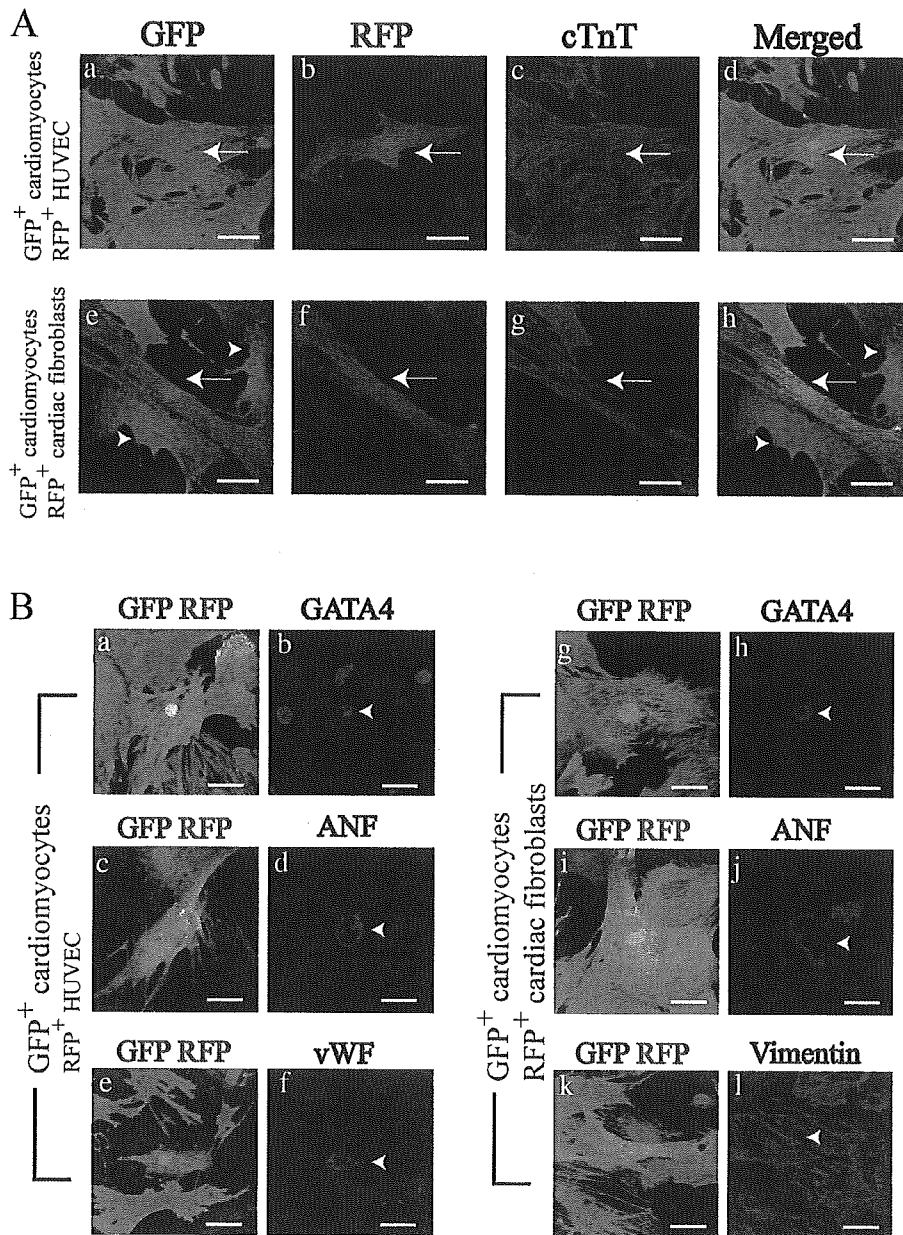 A
GFP RFP cTnT Merged
GFP+ cardiomyocytes
RFP+ HUVEC
a b c d
GFP+ cardiomyocytes
RFP+ cardiac fibroblasts
e f g h
B
GFP RFP GATA4 GFP RFP GATA4
a b g h
GFP+ cardiomyocytes
RFP+ HUVEC
GFP+ cardiomyocytes
RFP+ cardiac fibroblasts
GFP RFP ANF GFP RFP ANF
c d i j
GFP RFP vWF GFP RFP Vimentin
e f k l